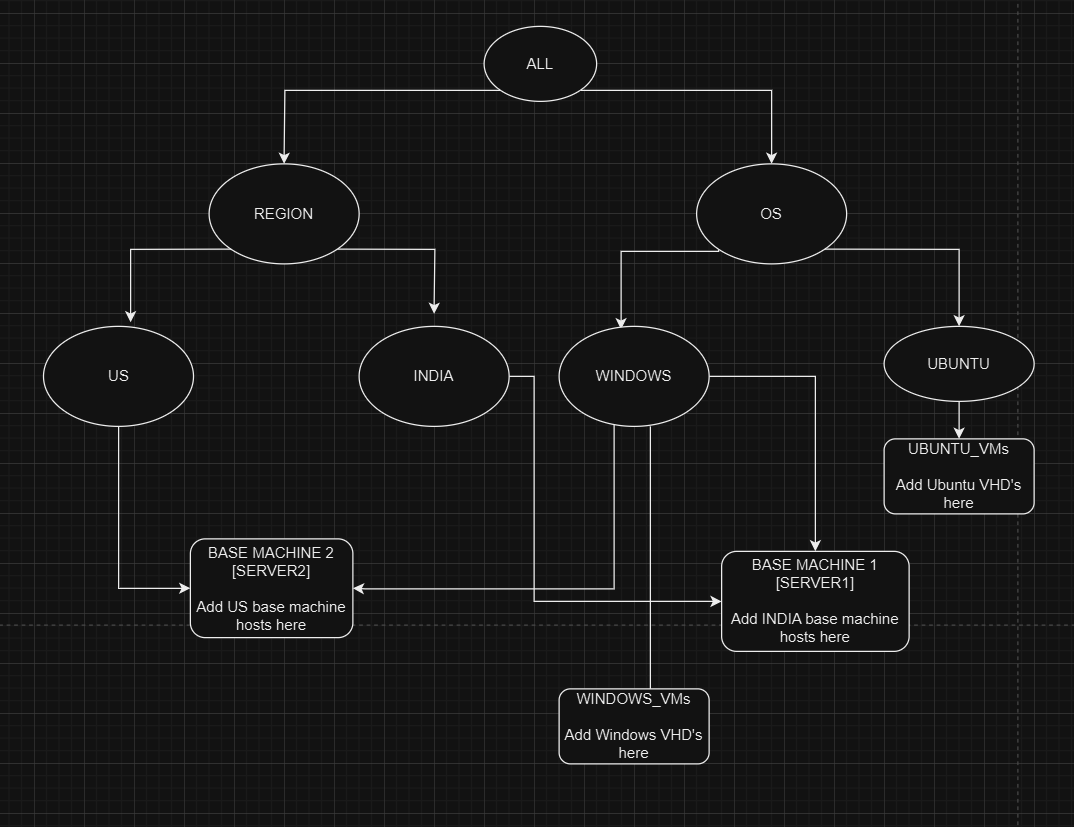 ALL
REGION
OS
US
INDIA
WINDOWS
UBUNTU
UBUNTU_VMs
Add Ubuntu VHD's
here
BASE MACHINE 2
[SERVER2]
Add US base machine
hosts here
BASE MACHINE 1
[SERVER1]
Add INDIA base machine
hosts here
WINDOWS_VMs
Add Windows VHD's
here